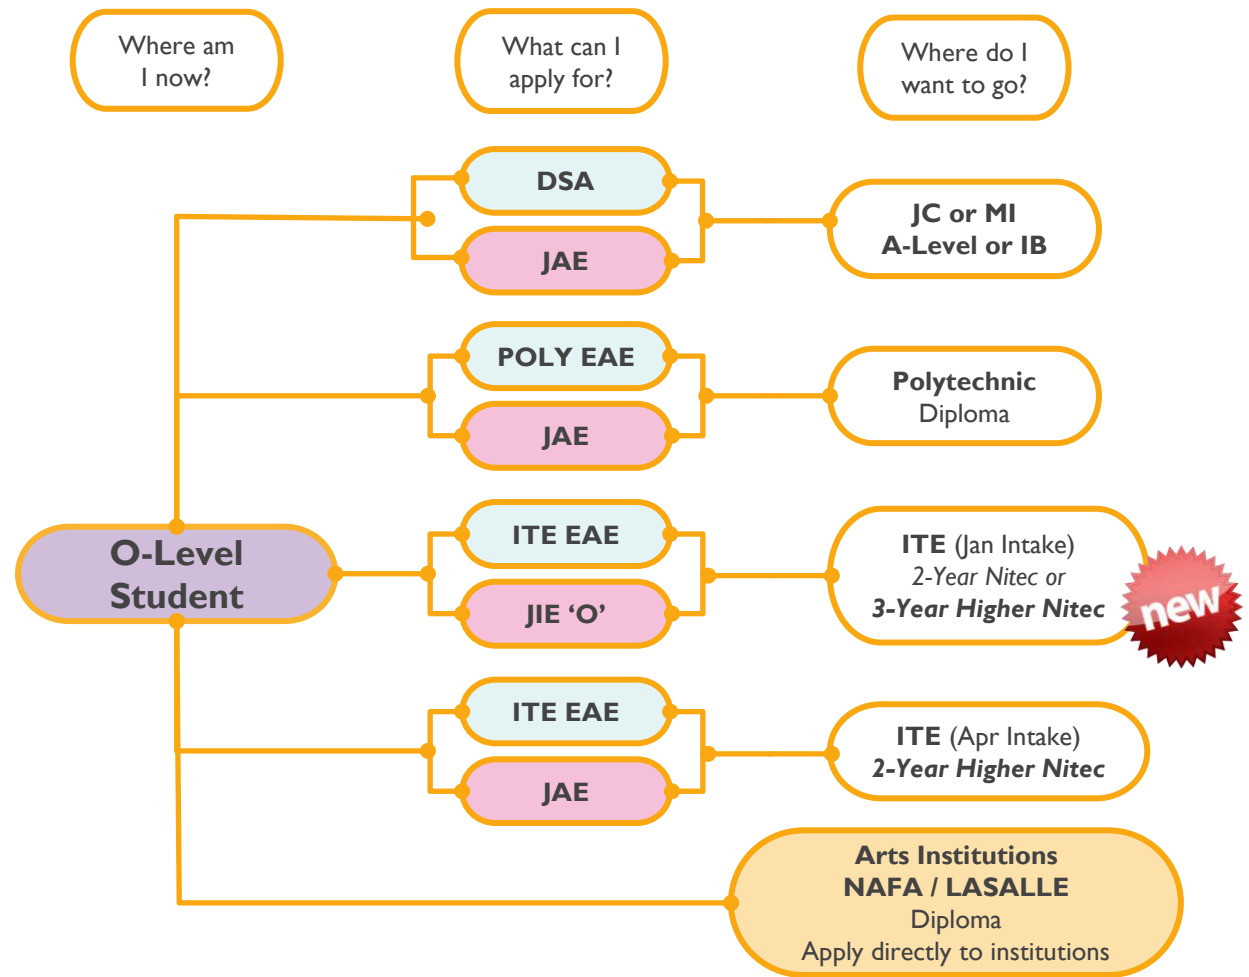 Where am
I now?
What can I
apply for?
Where do I
want to go?
DSA
JAE
JC or MI
A-Level or IB
POLY EAE
JAE
Polytechnic
Diploma
O-Level
Student
ITE EAE
JIE ‘O’
ITE (Jan Intake)
2-Year Nitec or
3-Year Higher Nitec
new
ITE EAE
JAE
ITE (Apr Intake)
2-Year Higher Nitec
Arts Institutions
NAFA / LASALLE
Diploma
Apply directly to institutions